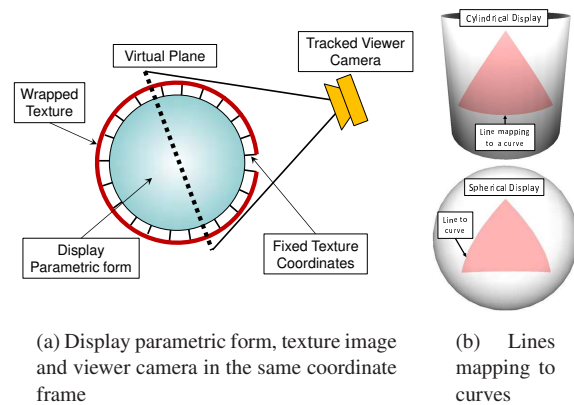 Virtual Plane
Tracked Viewer
Camera
Wrapped
Texture
Display
Parametric form
Fixed Texture
Coordinates
Cylindrical Display
Line mapping
to a curve
Spherical Display
Line to
curve
(a) Display parametric form, texture image
and viewer camera in the same coordinate
frame
(b) Lines
mapping to
curves